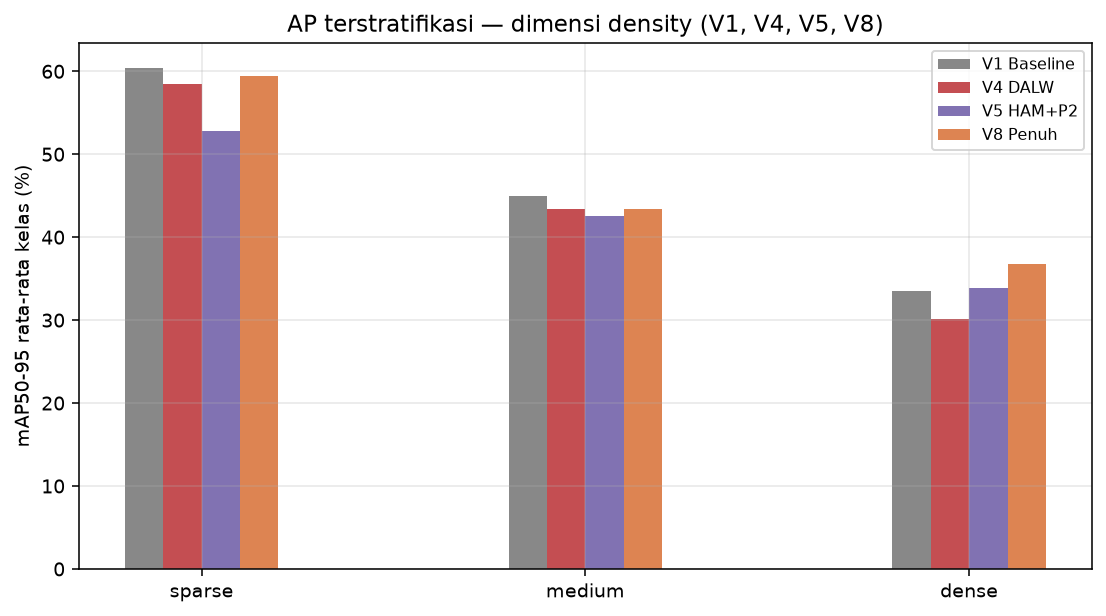 AP terstratifikasi — dimensi density (V1, V4, V5, V8)
mAP50-95 rata-rata kelas (%)
60
50
40
30
20
10
0
V1 Baseline
V4 DALW
V5 HAM+P2
V8 Penuh
sparse
medium
dense